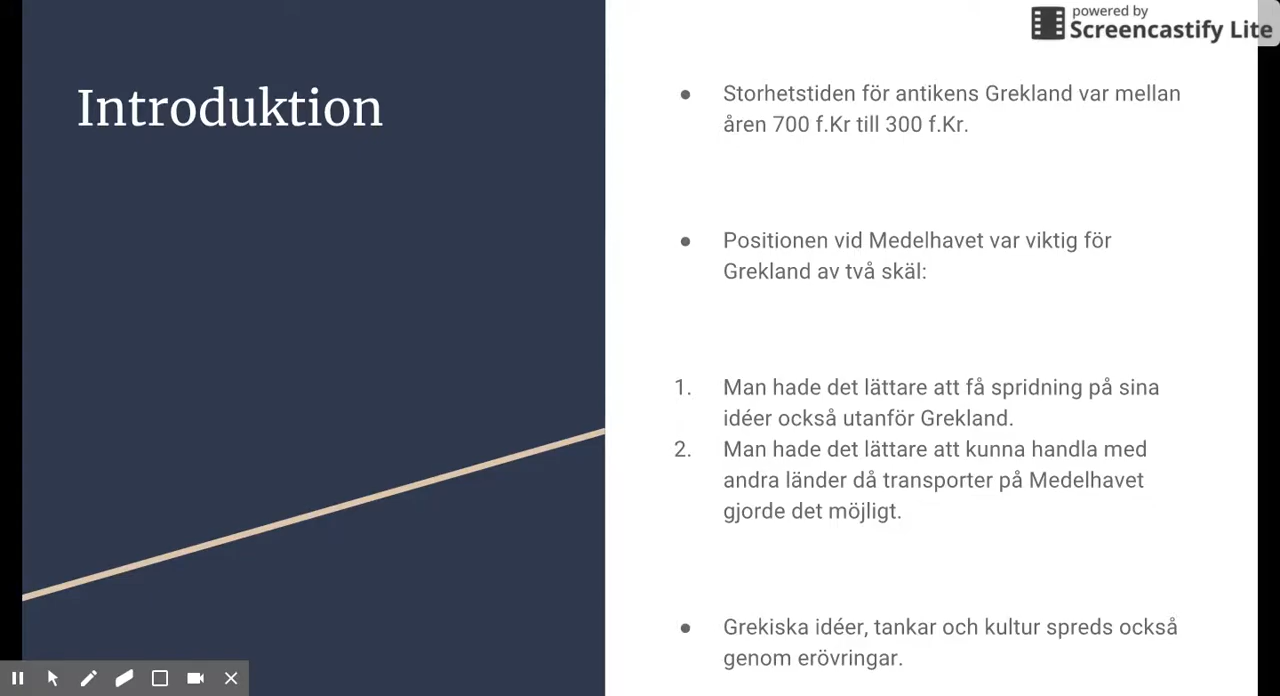 powered by
Screencastify Lite
Introduktion
● Storhetstiden för antikens Grekland var mellan
åren 700 f.Kr till 300 f.Kr.
● Positionen vid Medelhavet var viktig för
Grekland av två skäl:
1. Man hade det lättare att få spridning på sina
idéer också utanför Grekland.
2. Man hade det lättare att kunna handla med
andra länder då transporter på Medelhavet
gjorde det möjligt.
● Grekiska idéer, tankar och kultur spreds också
genom erövringar.